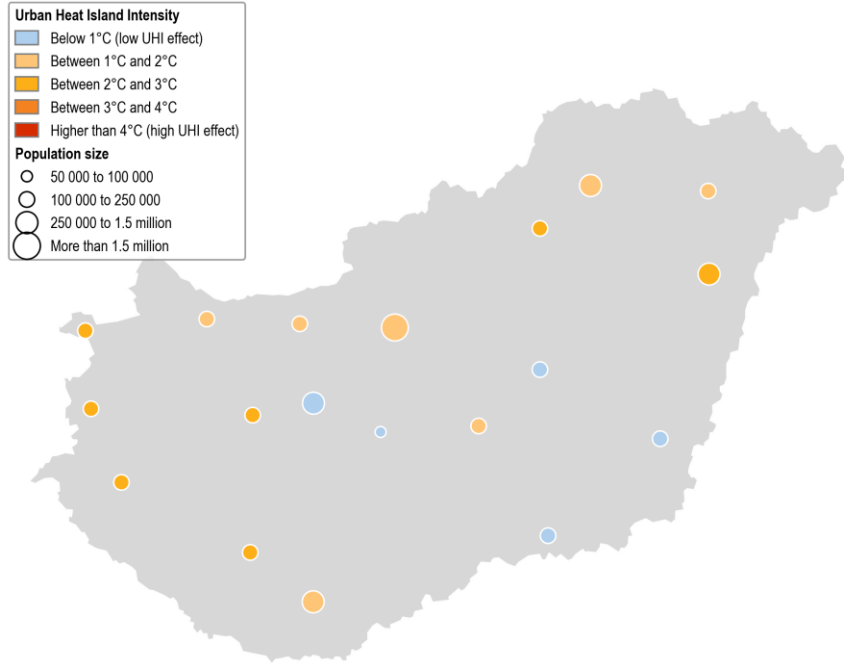 Urban Heat Island Intensity
Below 1°C (low UHI effect)
Between 1°C and 2°C
Between 2°C and 3°C
Between 3°C and 4°C
Higher than 4°C (high UHI effect)
Population size
50 000 to 100 000
100 000 to 250 000
250 000 to 1.5 million
More than 1.5 million